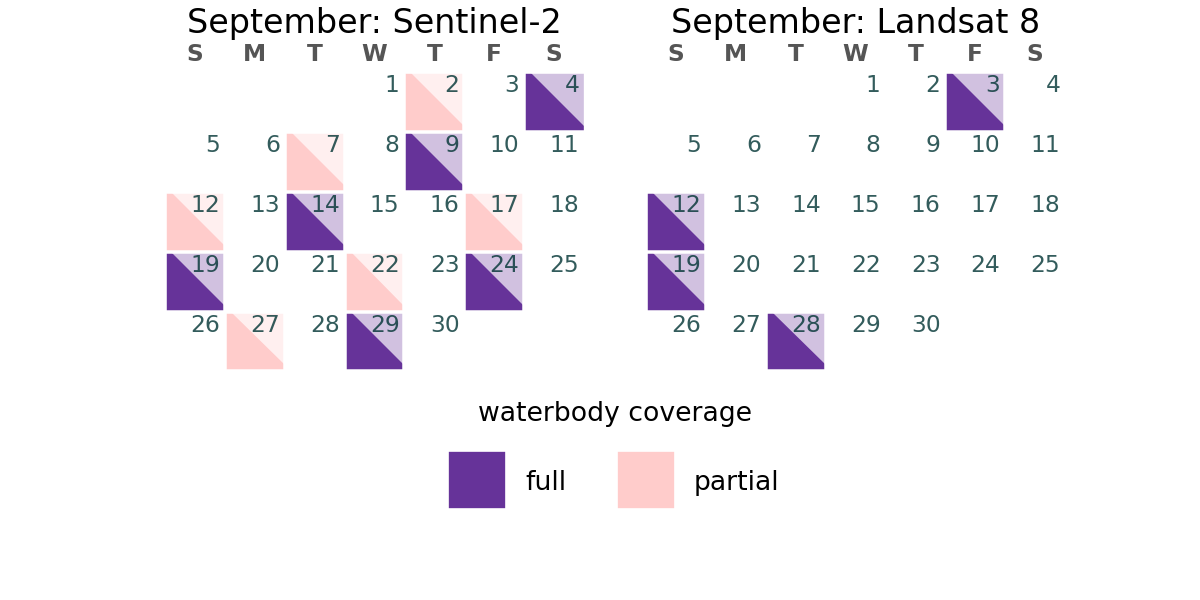 September: Sentinel-2
S M T W T F S
1 2 3 4
5 6 7 8 9 10 11
12 13 14 15 16 17 18
19 20 21 22 23 24 25
26 27 28 29 30
September: Landsat 8
S M T W T F S
1 2 3 4
5 6 7 8 9 10 11
12 13 14 15 16 17 18
19 20 21 22 23 24 25
26 27 28 29 30
waterbody coverage
full partial